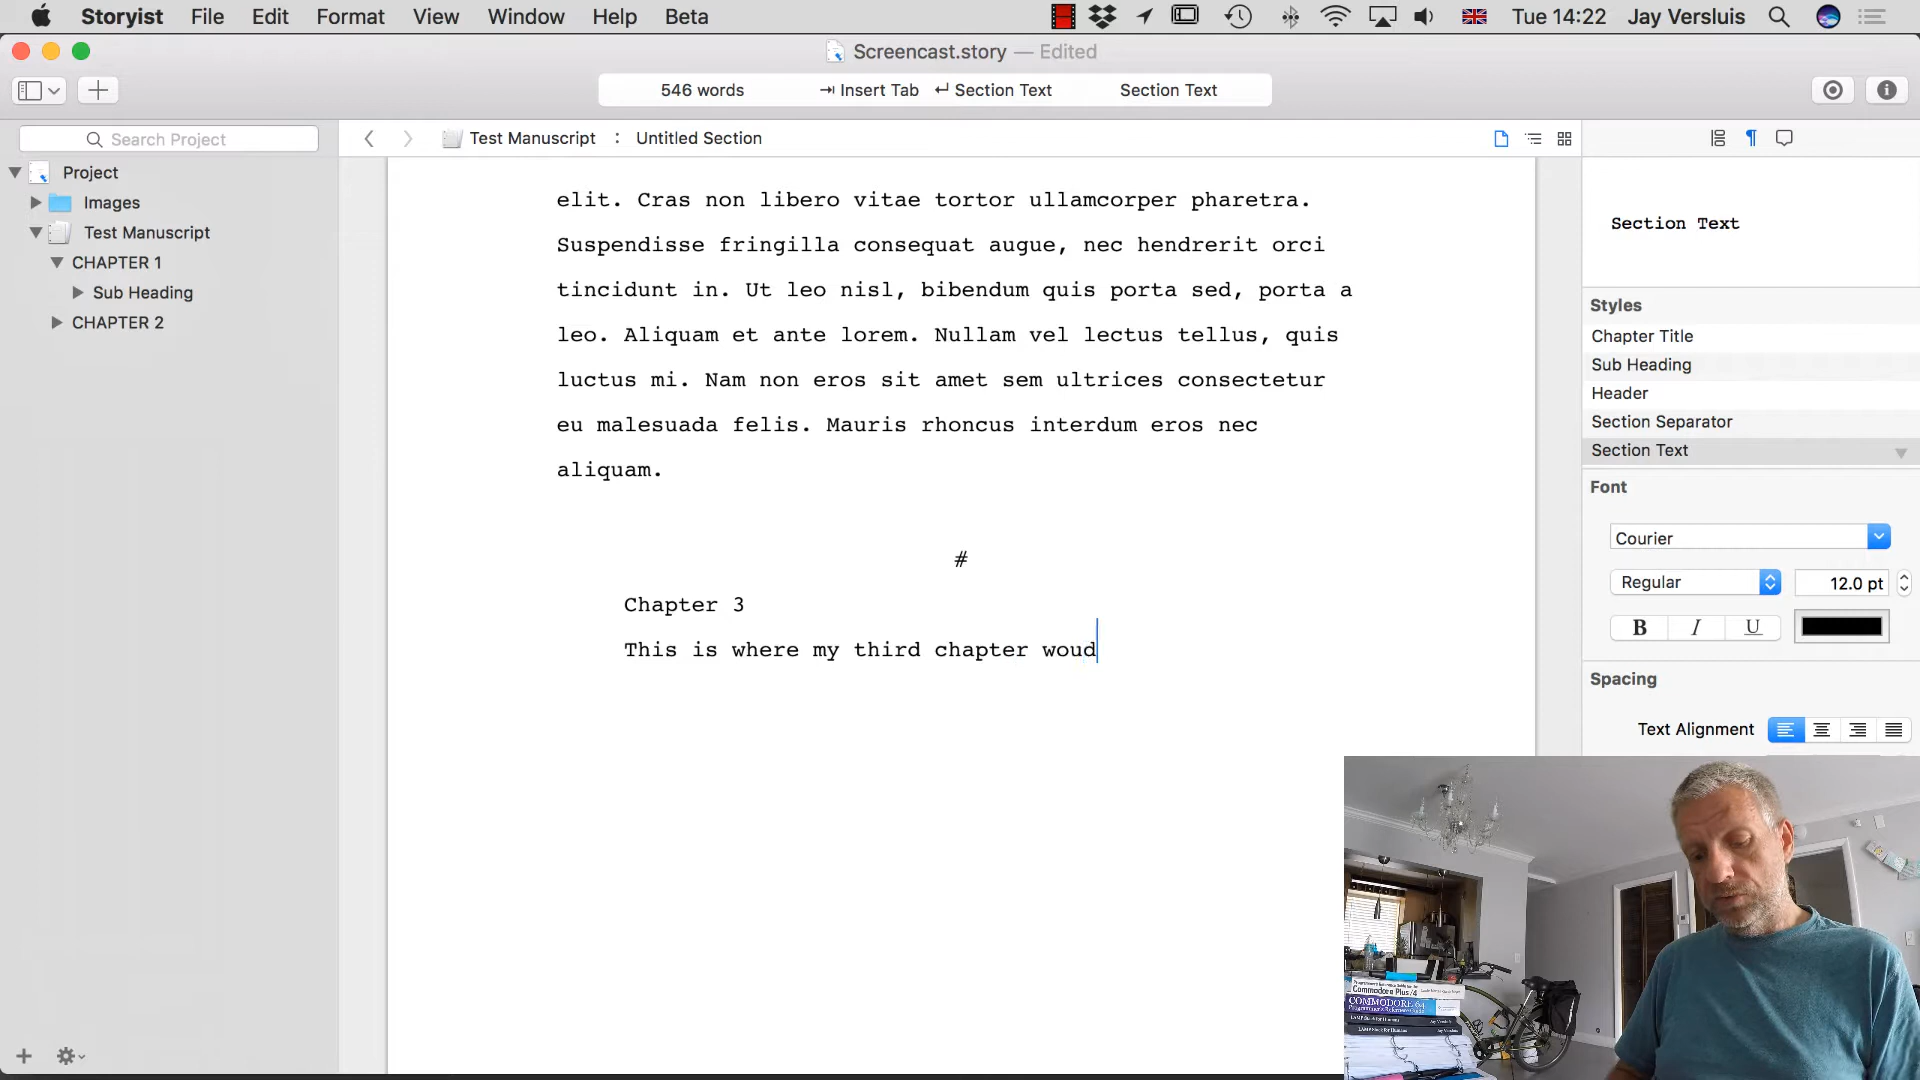 Storyist File Edit Format View Window Help Beta Tue 14:22 Jay Versluis
Screencast.story — Edited
546 words Insert Tab Section Text Section Text
Search Project Test Manuscript : Untitled Section
Project
Images
Test Manuscript
CHAPTER 1
Sub Heading
CHAPTER 2
elit. Cras non libero vitae tortor ullamcorper pharetra.
Suspendisse fringilla consequat augue, nec hendrerit orci
tincidunt in. Ut leo nisl, bibendum quis porta sed, porta a
leo. Aliquam et ante lorem. Nullam vel lectus tellus, quis
luctus mi. Nam non eros sit amet sem ultrices consectetur
eu malesuada felis. Mauris rhoncus interdum eros nec
aliquam.
#
Chapter 3
This is where my third chapter woud
Section Text
Styles
Chapter Title
Sub Heading
Header
Section Separator
Section Text
Font
Courier
Regular 12.0 pt
B I U
Spacing
Text Alignment
Commodore Plus/4
COMMODORE 64
Programmer's Reference Guide